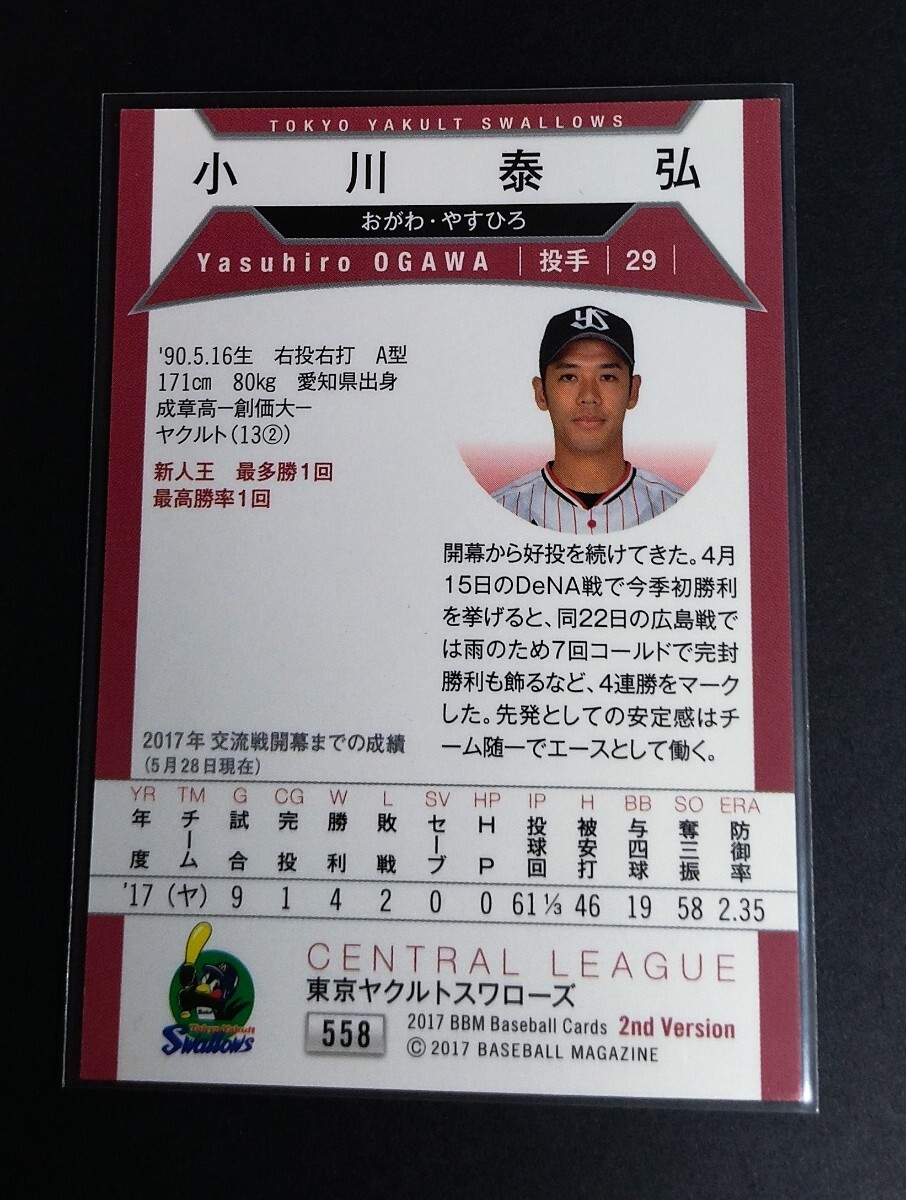 TOKYO YAKULT SWALLOWS
小川泰弘
おがわ・やすひろ
Yasuhiro OGAWA | 投手 | 29 |
YS
'90.5.16生 右投右打 A型
171cm 80kg 愛知県出身
成章高ー創価大ー
ヤクルト(13②)
新人王 最多勝1回
最高勝率1回
開幕から好投を続けてきた。4月
15日のDeNA戦で今季初勝利
を挙げると、同22日の広島戦で
は雨のため7回コールドで完封
勝利も飾るなど、4連勝をマーク
した。先発としての安定感はチ
ーム随一でエースとして働く。
2017年 交流戦開幕までの成績
(5月28日現在)
YR TM G CG W L SV HP IP H BB SO ERA
年度 チーム 試合 完投 勝利 敗戦 セーブ HP 投球回 被安打 与四球 奪三振 防御率
'17 (ヤ) 9 1 4 2 0 0 61 ⅓ 46 19 58 2.35
CENTRAL LEAGUE
東京ヤクルトスワローズ
Tokyo Yakult
Swallows
558 2017 BBM Baseball Cards 2nd Version
© 2017 BASEBALL MAGAZINE